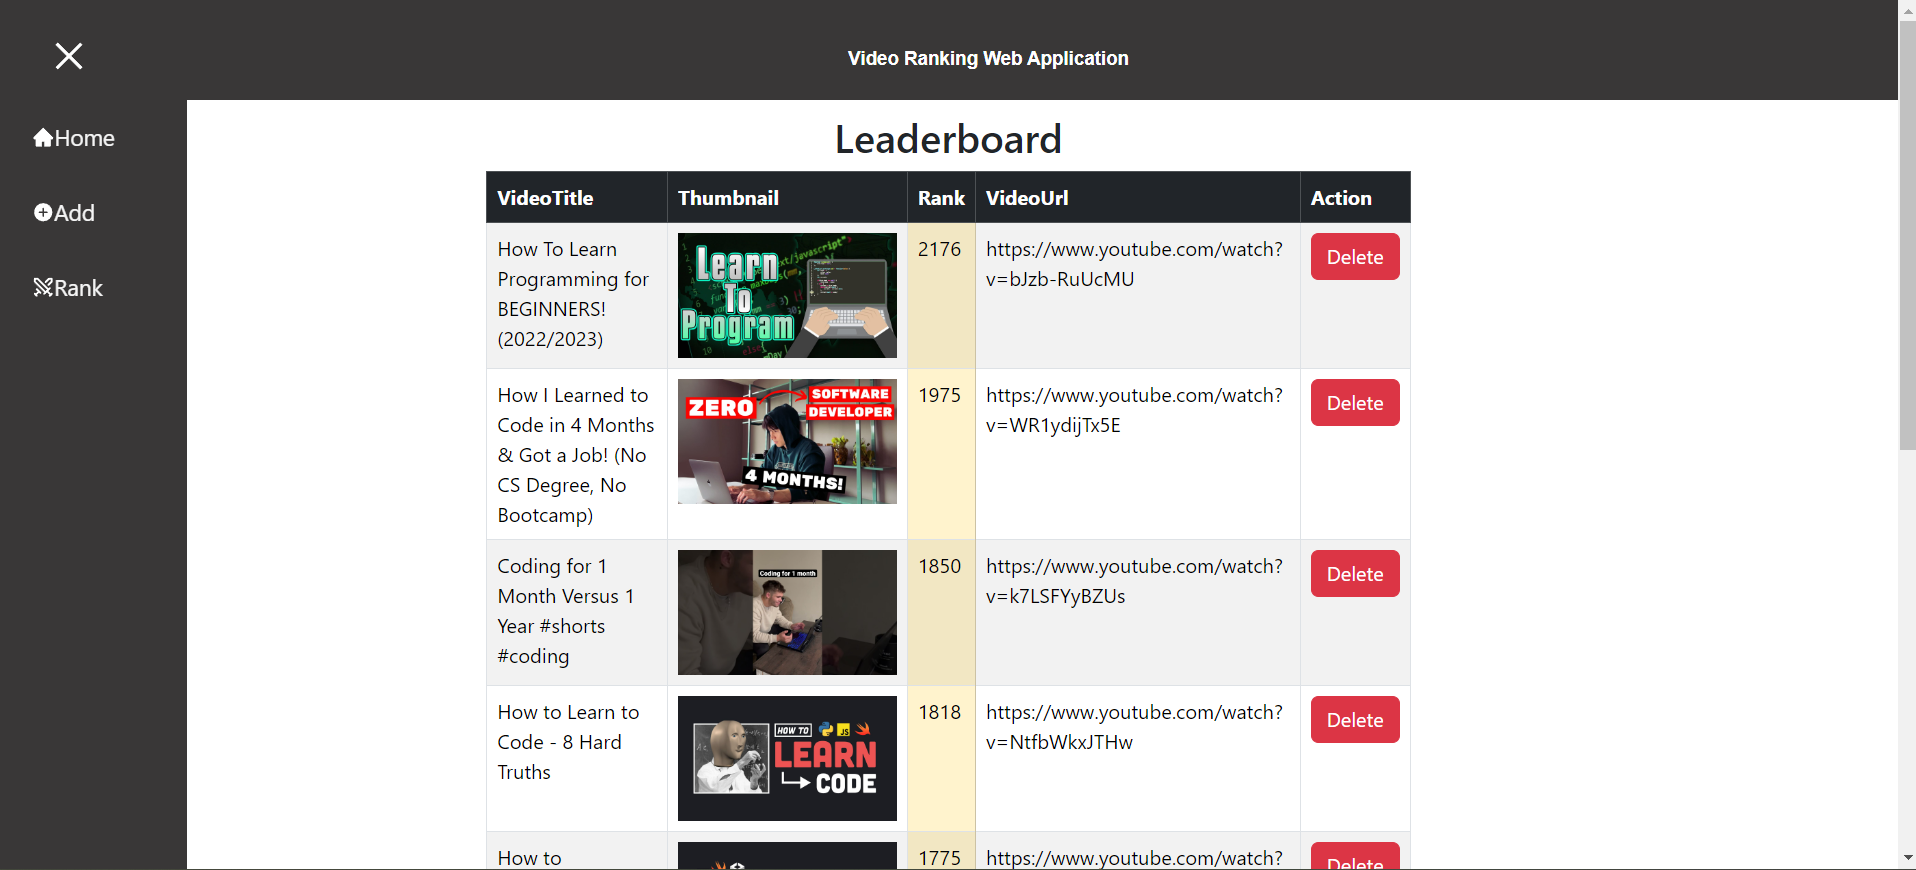 Video Ranking Web Application
Home
Add
Rank
Leaderboard
VideoTitle Thumbnail Rank VideoUrl Action
How To Learn
Programming for
BEGINNERS!
(2022/2023)
Learn
To
Program
2176
https://www.youtube.com/watch?
v=bJzb-RuUcMU
Delete
How I Learned to
Code in 4 Months
& Got a Job! (No
CS Degree, No
Bootcamp)
ZERO
SOFTWARE
DEVELOPER
4 MONTHS!
1975
https://www.youtube.com/watch?
v=WR1ydijTx5E
Delete
Coding for 1
Month Versus 1
Year #shorts
#coding
Coding for 1 month
1850
https://www.youtube.com/watch?
v=k7LSFYyBZUs
Delete
How to Learn to
Code - 8 Hard
Truths
HOW TO
JS
LEARN
CODE
1818
https://www.youtube.com/watch?
v=NtfbWkxJTHw
Delete
How to
1775
https://www.youtube.com/watch?
Delete